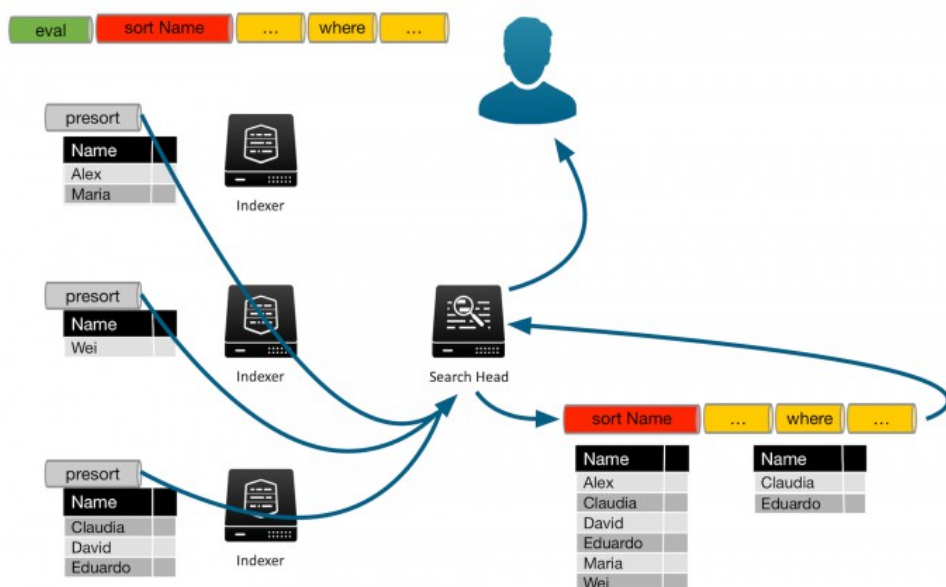 eval sort Name ... where ...
presort
Name
Alex
Maria
Indexer
presort
Name
Wei
Indexer
Search Head
presort
Name
Claudia
David
Eduardo
Indexer
sort Name ... where ...
Name
Alex
Claudia
David
Eduardo
Maria
Wei
Name
Claudia
Eduardo